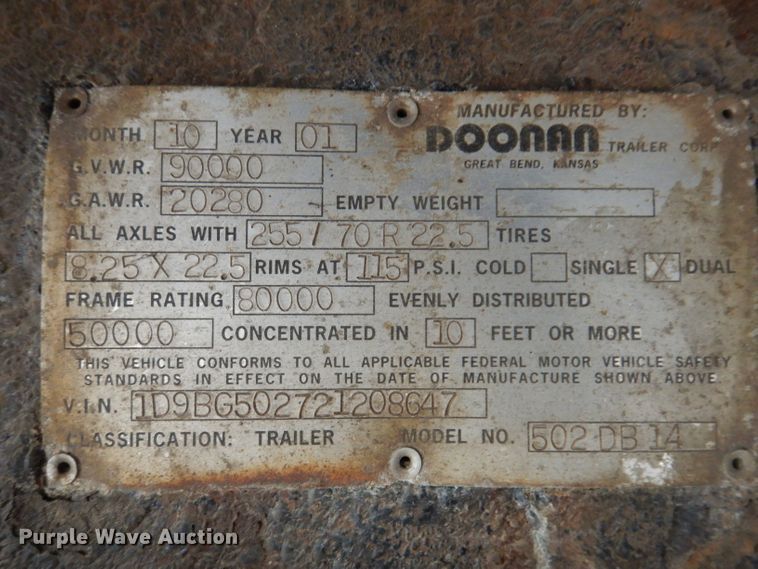 MONTH 10 YEAR 01
MANUFACTURED BY:
DOONAN TRAILER CORP
GREAT BEND, KANSAS
G.V.W.R. 90000
G.A.W.R. 20280 EMPTY WEIGHT
ALL AXLES WITH 255/70 R 22.5 TIRES
8.25 X 22.5 RIMS AT 115 P.S.I. COLD SINGLE X DUAL
FRAME RATING 80000 EVENLY DISTRIBUTED
50000 CONCENTRATED IN 10 FEET OR MORE
THIS VEHICLE CONFORMS TO ALL APPLICABLE FEDERAL MOTOR VEHICLE SAFETY
STANDARDS IN EFFECT ON THE DATE OF MANUFACTURE SHOWN ABOVE
V.I.N. 1D9BG502721208647
CLASSIFICATION: TRAILER MODEL NO. 502 DB 14
Purple Wave Auction